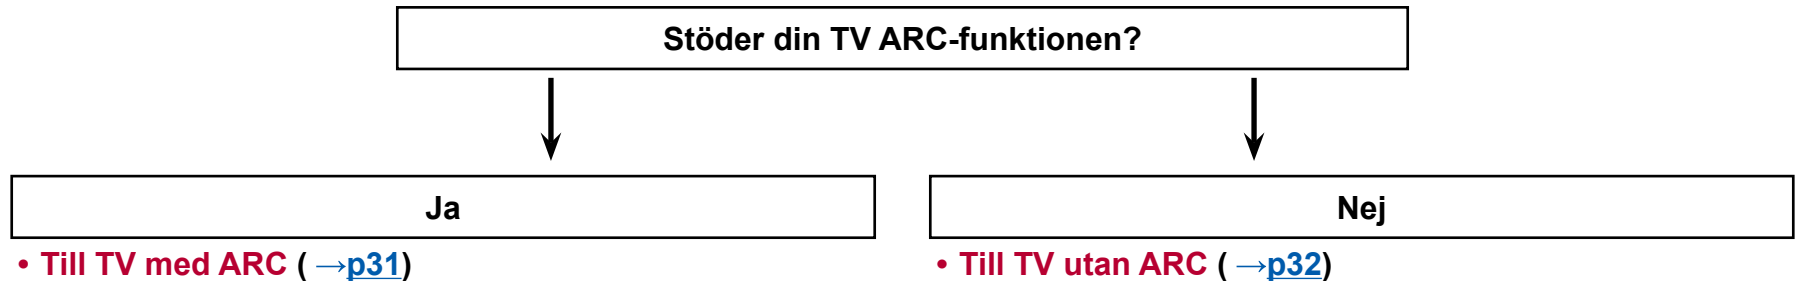 Stöder din TV ARC-funktionen?
Ja
Nej
• Till TV med ARC ( →p31)
• Till TV utan ARC ( →p32)